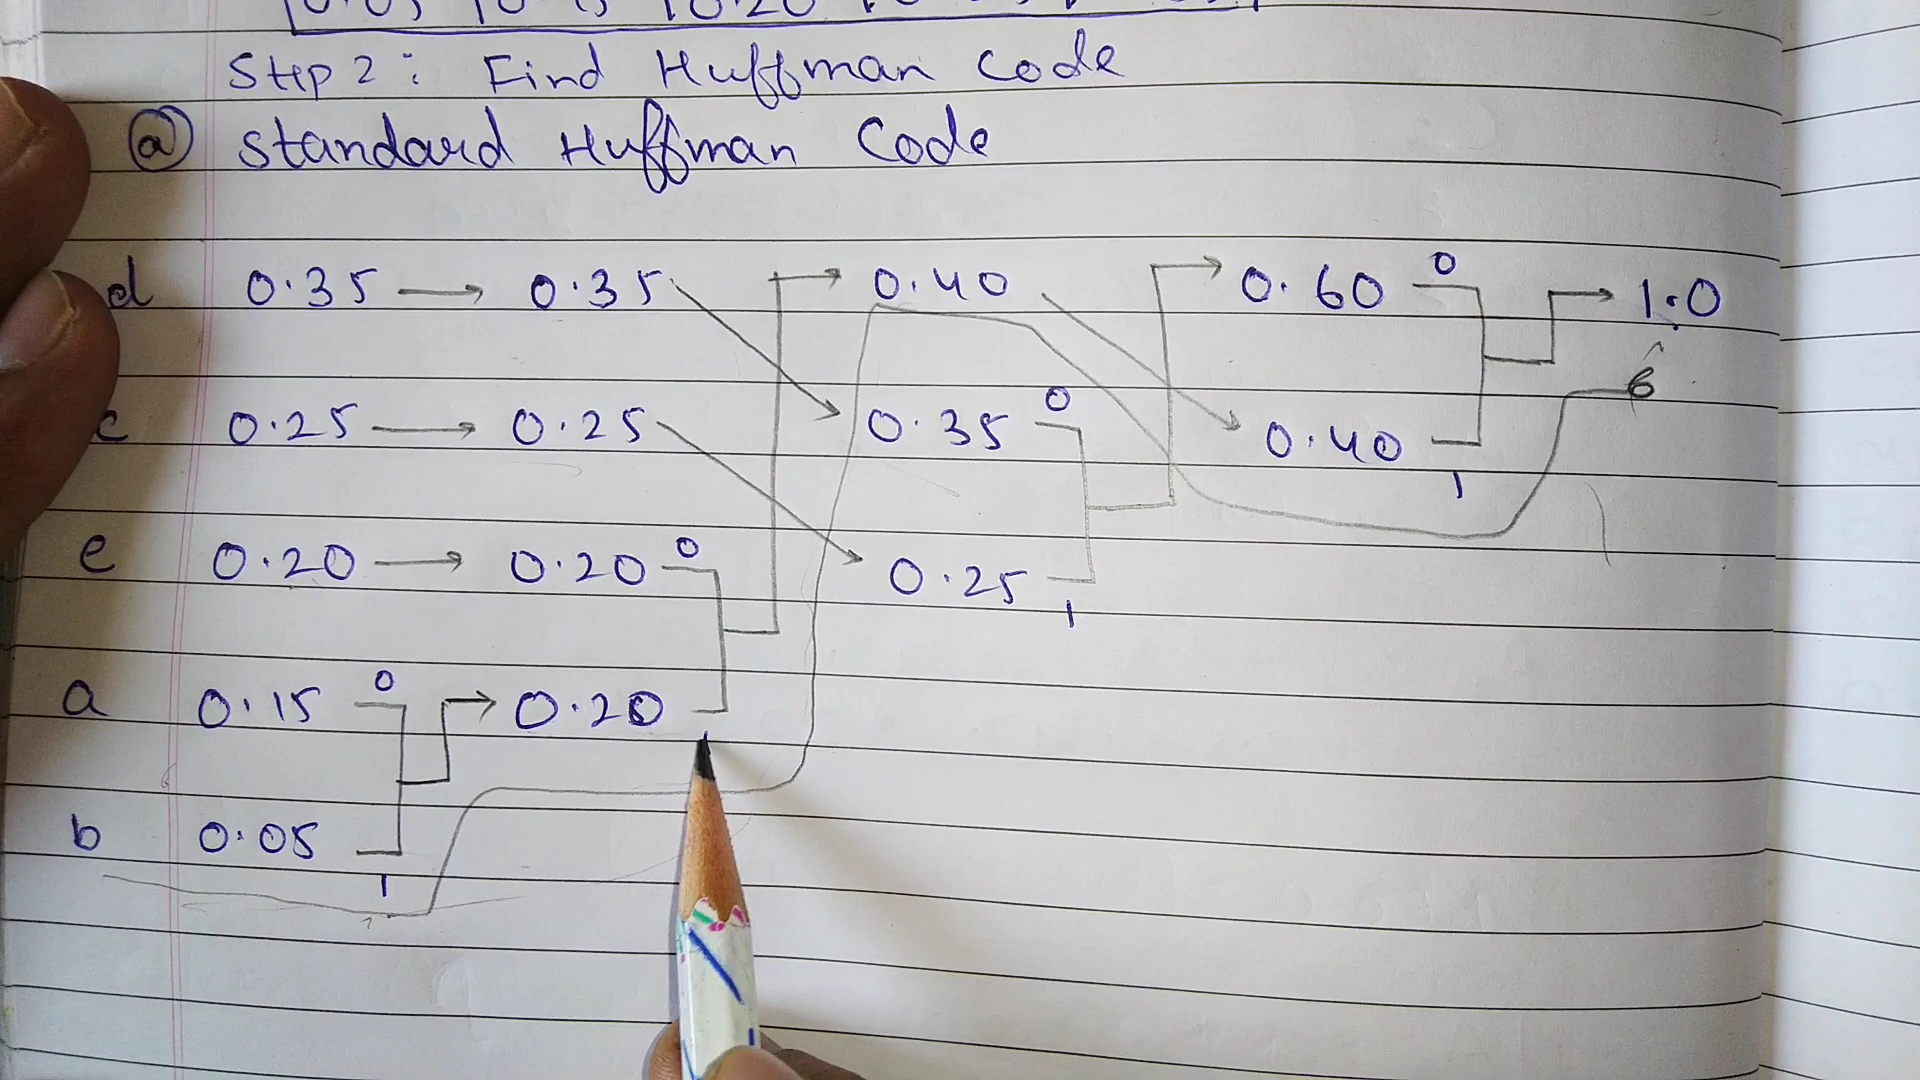 Step 2: Find Huffman Code
(a) Standard Huffman Code
d 0.35 → 0.35 0.40 0.60 0 1.0
c 0.25 → 0.25 0.35 0 0.40 1
e 0.20 → 0.20 0 0.25 1
a 0.15 0 → 0.20 1
b 0.05 1